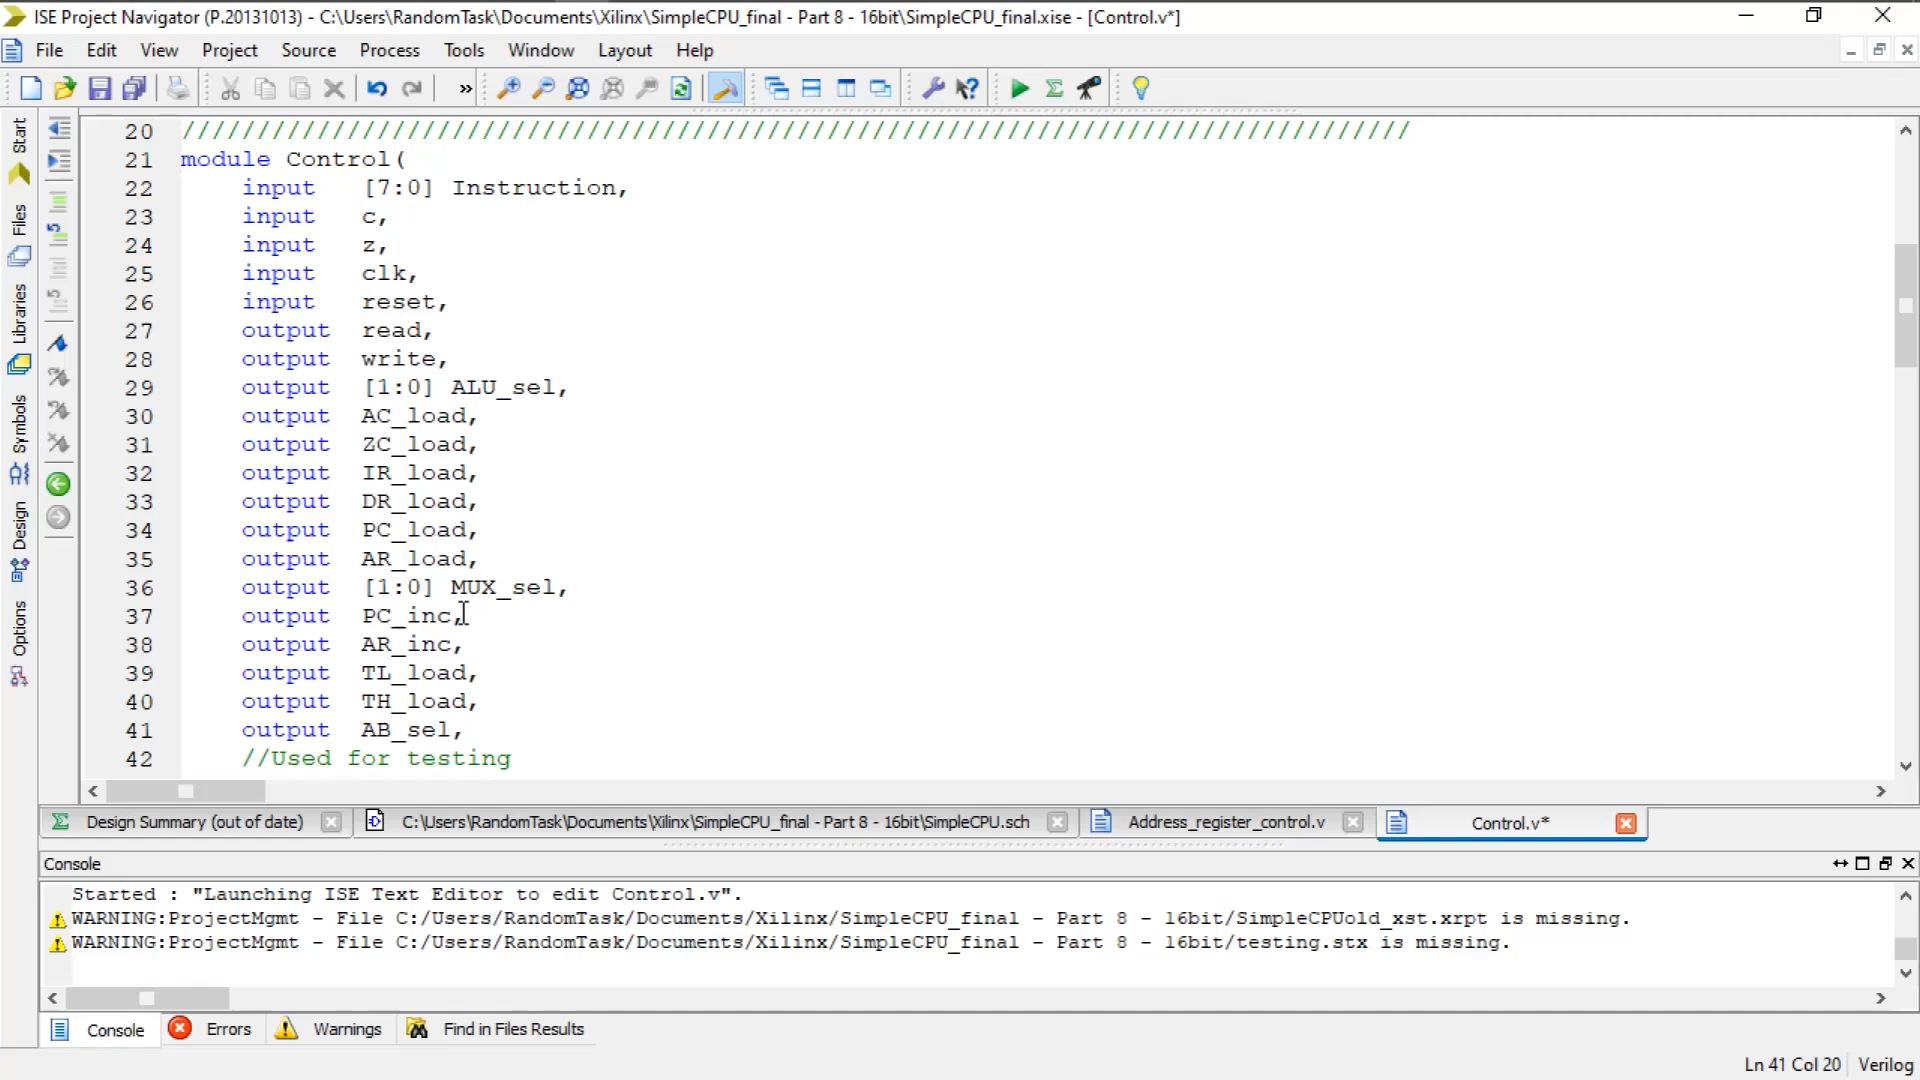 ISE Project Navigator (P.20131013) - C:\Users\RandomTask\Documents\Xilinx\SimpleCPU_final - Part 8 - 16bit\SimpleCPU_final.xise - [Control.v*]
File Edit View Project Source Process Tools Window Layout Help
»
Start
Files
Libraries
Symbols
Design
Options
20 //////////////////////////////////////////////////////////////////////////////////
21 module Control(
22 input [7:0] Instruction,
23 input c,
24 input z,
25 input clk,
26 input reset,
27 output read,
28 output write,
29 output [1:0] ALU_sel,
30 output AC_load,
31 output ZC_load,
32 output IR_load,
33 output DR_load,
34 output PC_load,
35 output AR_load,
36 output [1:0] MUX_sel,
37 output PC_inc,
38 output AR_inc,
39 output TL_load,
40 output TH_load,
41 output AB_sel,
42 //Used for testing
Design Summary (out of date) C:\Users\RandomTask\Documents\Xilinx\SimpleCPU_final - Part 8 - 16bit\SimpleCPU.sch Address_register_control.v Control.v*
Console
Started : "Launching ISE Text Editor to edit Control.v".
WARNING:ProjectMgmt - File C:/Users/RandomTask/Documents/Xilinx/SimpleCPU_final - Part 8 - 16bit/SimpleCPUold_xst.xrpt is missing.
WARNING:ProjectMgmt - File C:/Users/RandomTask/Documents/Xilinx/SimpleCPU_final - Part 8 - 16bit/testing.stx is missing.
Console Errors Warnings Find in Files Results
Ln 41 Col 20 Verilog